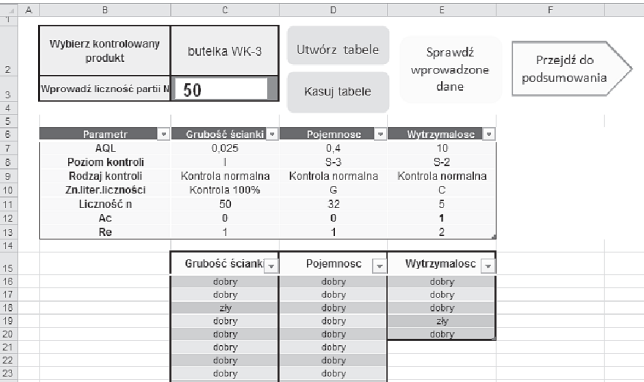 A B C D E F
1
Wybierz kontrolowany produkt butelka WK-3 Utwórz tabele Sprawdź wprowadzone dane Przejdź do podsumowania
2
3 Wprowadź liczność partii N 50 Kasuj tabele
4
5
6 Parametr Grubość ścianki Pojemnosc Wytrzymalosc
7 AQL 0,025 0,4 10
8 Poziom kontroli I S-3 S-2
9 Rodzaj kontroli Kontrola normalna Kontrola normalna Kontrola normalna
10 Zn.liter.liczności Kontrola 100% G C
11 Liczność n 50 32 5
12 Ac 0 0 1
13 Re 1 1 2
14
15 Grubość ściank Pojemnosc Wytrzymalosc
16 dobry dobry dobry
17 dobry dobry dobry
18 zły dobry dobry
19 dobry dobry zły
20 dobry dobry dobry
21 dobry dobry
22 dobry dobry
23 dobry dobry